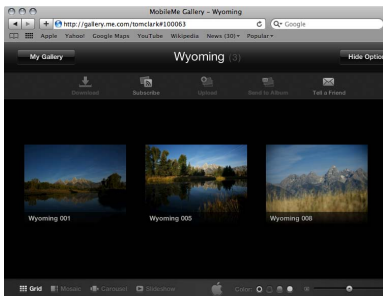 MobileMe Gallery – Wyoming
http://gallery.me.com/tomclark#100063
Google
Apple Yahoo! Google Maps YouTube Wikipedia News (30) Popular
My Gallery
Wyoming (3)
Hide Optio
Download Subscribe Upload Send to Album Tell a Friend
Wyoming 001 Wyoming 005 Wyoming 008
Grid Mosaic Carousel Slideshow Color: